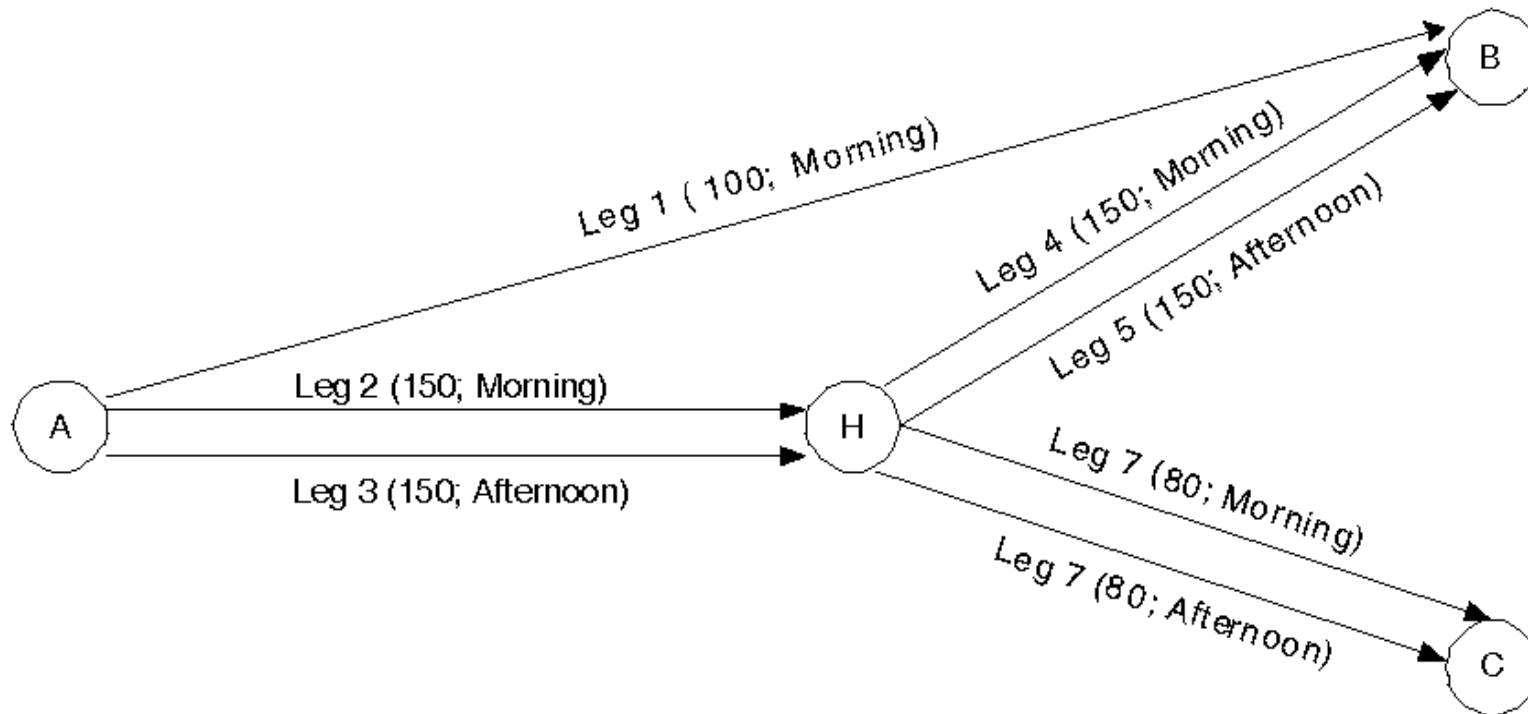 B
Leg 1 ( 100; Morning)
Leg 4 (150; Morning)
Leg 5 (150; Afternoon)
Leg 2 (150; Morning)
A
H
Leg 3 (150; Afternoon)
Leg 7 (80; Morning)
Leg 7 (80; Afternoon)
C